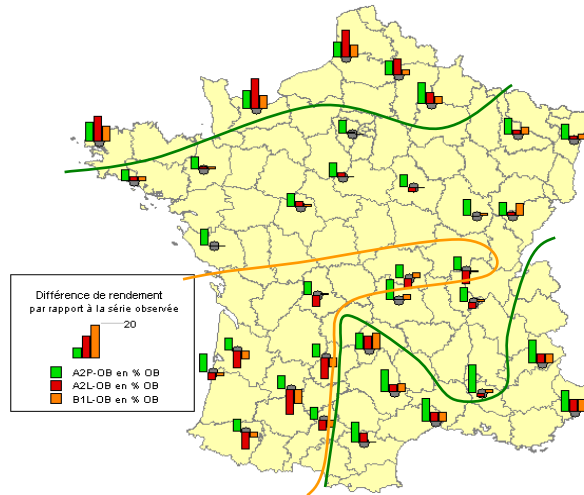 Différence de rendement
par rapport à la série observée
20
A2P-OB en % OB
A2L-OB en % OB
B1L-OB en % OB